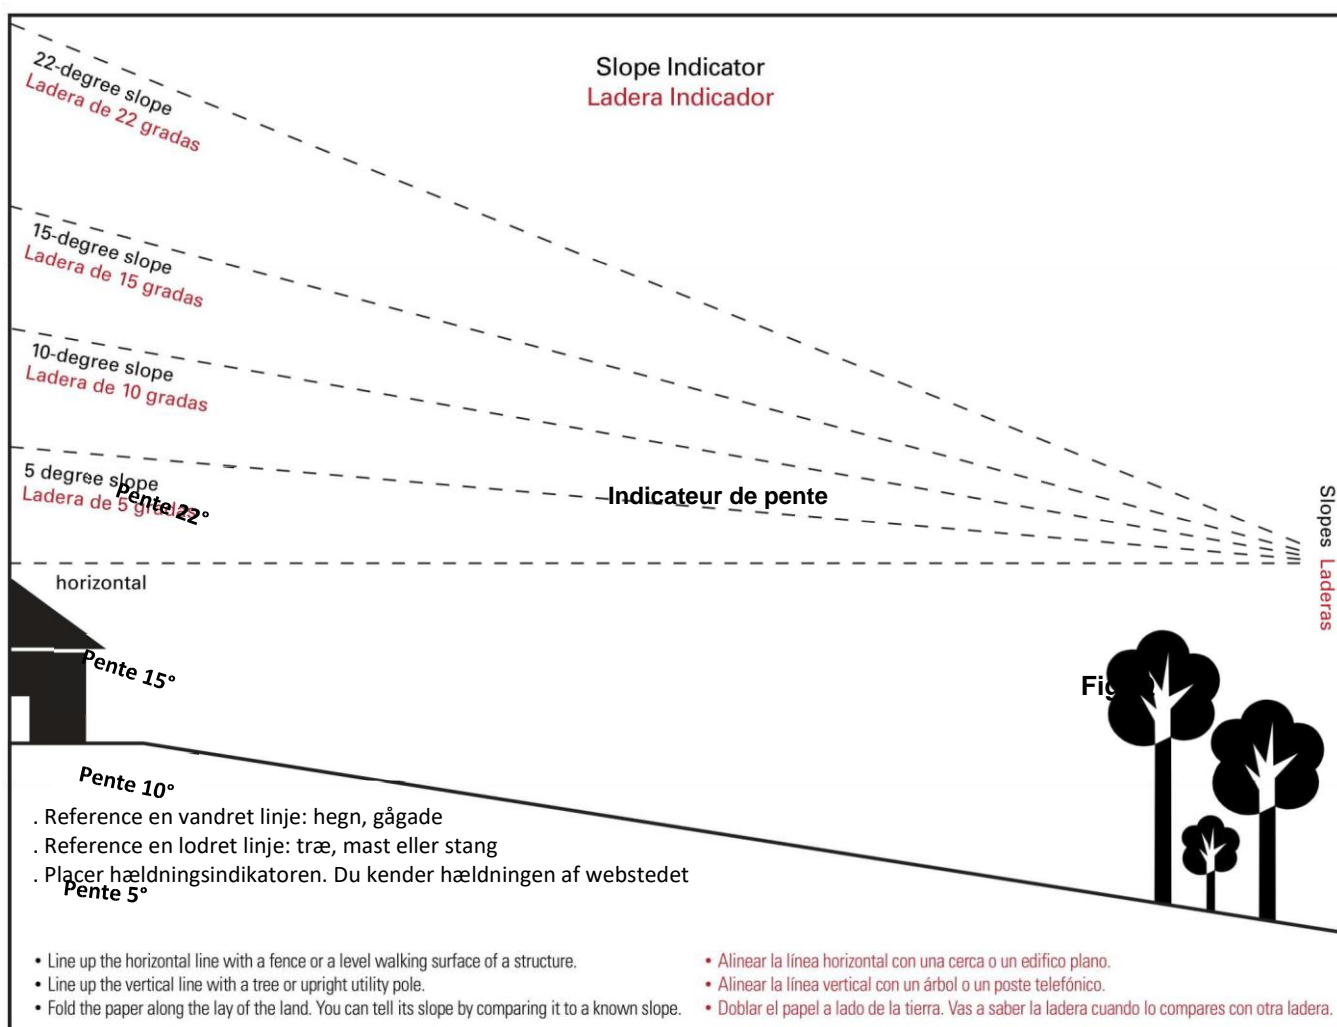 Slope Indicator
Ladera Indicador
22-degree slope
Ladera de 22 gradas
15-degree slope
Ladera de 15 gradas
10-degree slope
Ladera de 10 gradas
5 degree slope
Ladera de 5 gradas
Pente 22°
Indicateur de pente
Slopes Laderas
horizontal
Pente 15°
Fig
Pente 10°
. Reference en vandret linje: hegn, gågade
. Reference en lodret linje: træ, mast eller stang
. Placer hældningsindikatoren. Du kender hældningen af webstedet
Pente 5°
• Line up the horizontal line with a fence or a level walking surface of a structure.
• Line up the vertical line with a tree or upright utility pole.
• Fold the paper along the lay of the land. You can tell its slope by comparing it to a known slope.
• Alinear la línea horizontal con una cerca o un edifico plano.
• Alinear la línea vertical con un árbol o un poste telefónico.
• Doblar el papel a lado de la tierra. Vas a saber la ladera cuando lo compares con otra ladera.